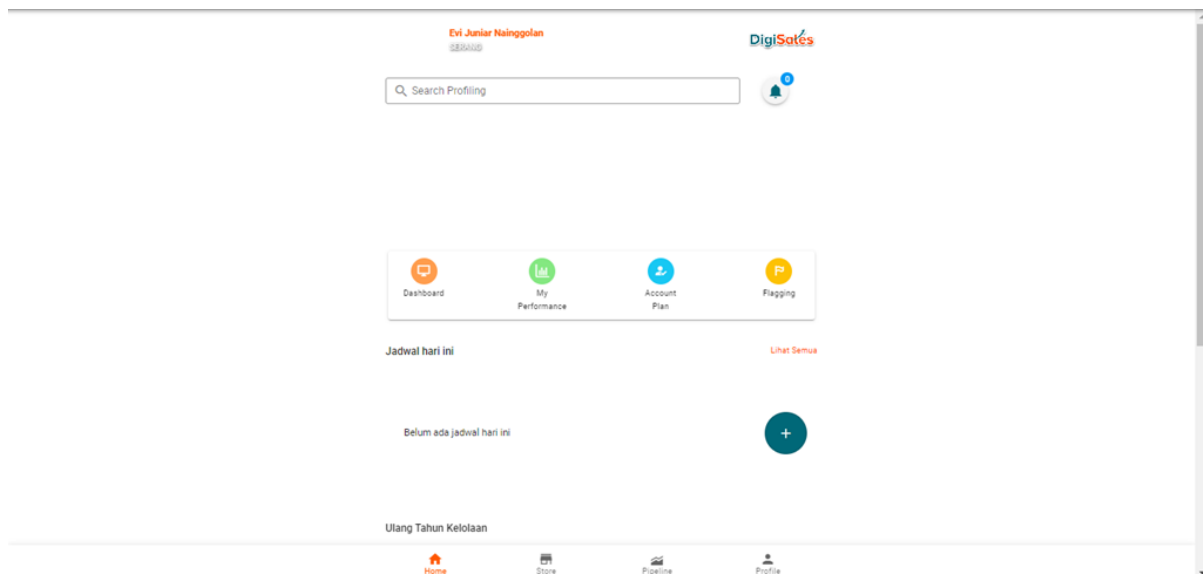 Evi Juniar Nainggolan
SERANG
DigiSales
Search Profiling
0
Dashboard
My
Performance
Account
Plan
Flagging
Jadwal hari ini
Lihat Semua
Belum ada jadwal hari ini
+
Ulang Tahun Kelolaan
Home
Store
Pipeline
Profile